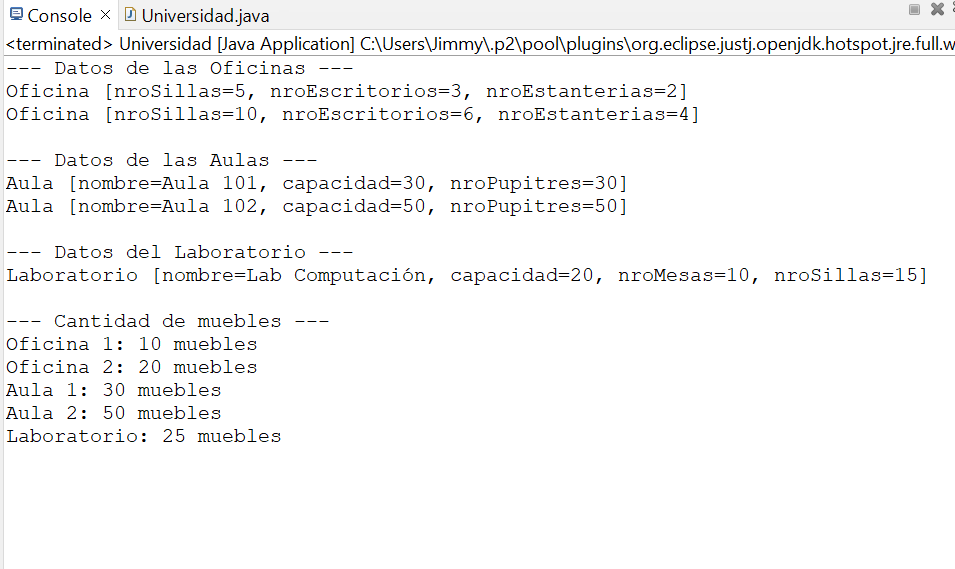 Console Universidad.java
<terminated> Universidad [Java Application] C:\Users\Jimmy\.p2\pool\plugins\org.eclipse.justj.openjdk.hotspot.jre.full.w
--- Datos de las Oficinas ---
Oficina [nroSillas=5, nroEscritorios=3, nroEstanterias=2]
Oficina [nroSillas=10, nroEscritorios=6, nroEstanterias=4]
--- Datos de las Aulas ---
Aula [nombre=Aula 101, capacidad=30, nroPupitres=30]
Aula [nombre=Aula 102, capacidad=50, nroPupitres=50]
--- Datos del Laboratorio ---
Laboratorio [nombre=Lab Computación, capacidad=20, nroMesas=10, nroSillas=15]
--- Cantidad de muebles ---
Oficina 1: 10 muebles
Oficina 2: 20 muebles
Aula 1: 30 muebles
Aula 2: 50 muebles
Laboratorio: 25 muebles